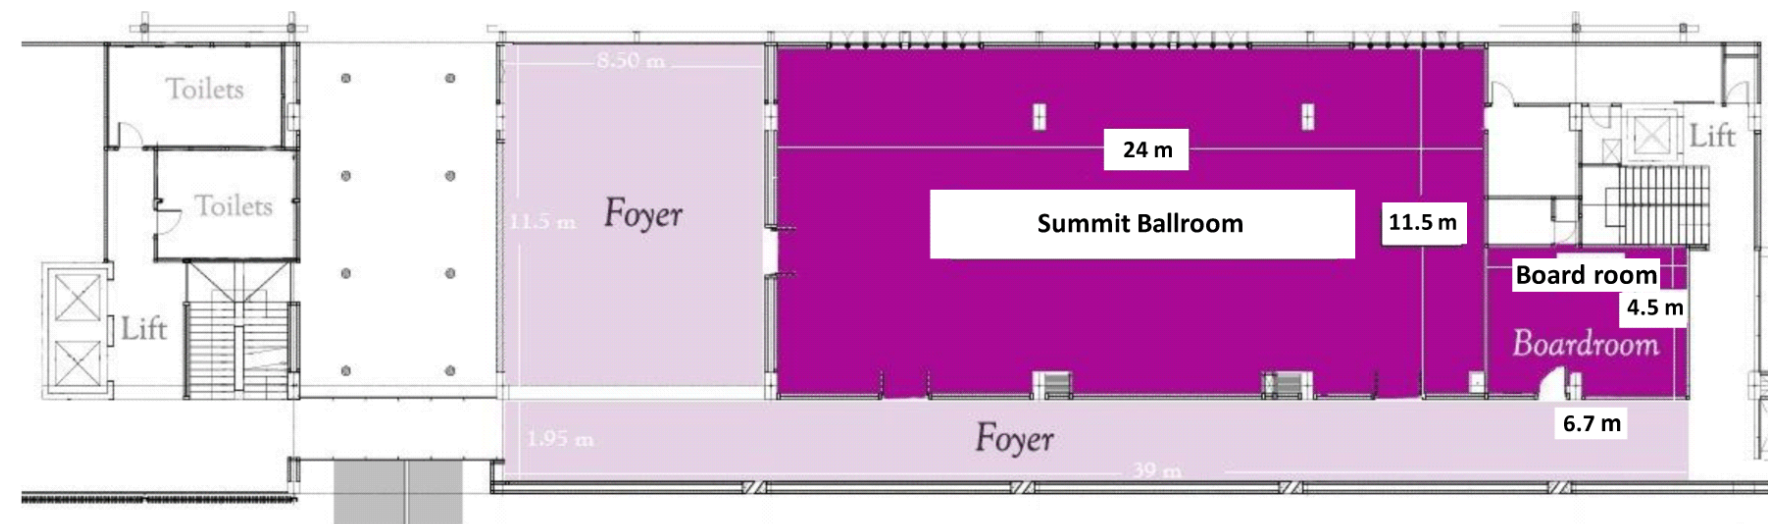 8.50 m
Toilets
Lift
24 m
Foyer
Toilets
11.5 m
Summit Ballroom
11.5 m
Board room
4.5 m
Lift
Boardroom
6.7 m
1.95 m
Foyer
39 m